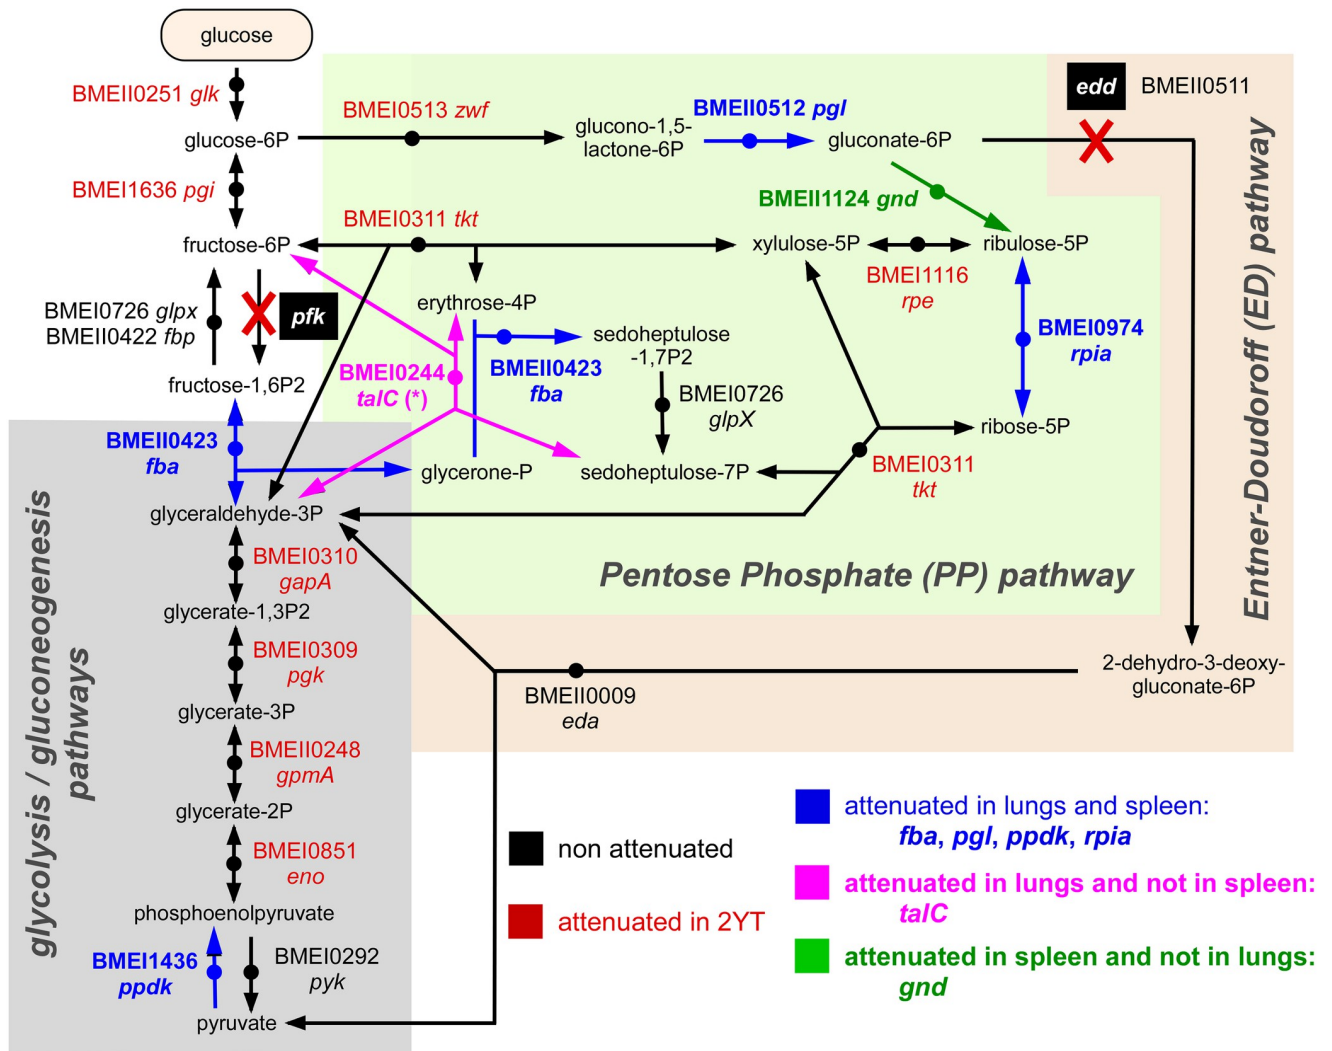 glucose
BMEII0251 glk
glucose-6P
BMEI0513 zwf
glucono-1,5-
lactone-6P
BMEII0512 pgl
gluconate-6P
edd BMEII0511
BMEI1636 pgi
BMEII1124 gnd
fructose-6P
BMEI0311 tkt
xylulose-5P
ribulose-5P
BMEI1116
rpe
BMEI0726 glpx
BMEII0422 fbp
pfk
erythrose-4P
sedoheptulose
-1,7P2
BMEI0974
rpia
fructose-1,6P2
BMEI0244
talC (*)
BMEII0423
fba
BMEI0726
glpX
BMEII0423
fba
glycerone-P
sedoheptulose-7P
ribose-5P
BMEI0311
tkt
glyceraldehyde-3P
BMEI0310
gapA
Pentose Phosphate (PP) pathway
Entner-Doudoroff (ED) pathway
glycerate-1,3P2
BMEI0309
pgk
2-dehydro-3-deoxy-
gluconate-6P
BMEII0009
eda
glycerate-3P
BMEII0248
gpmA
glycerate-2P
BMEI0851
eno
phosphoenolpyruvate
BMEI1436
ppdk
BMEI0292
pyk
pyruvate
glycolysis / gluconeogenesis
pathways
non attenuated
attenuated in 2YT
attenuated in lungs and spleen:
fba, pgl, ppdk, rpia
attenuated in lungs and not in spleen:
talC
attenuated in spleen and not in lungs:
gnd